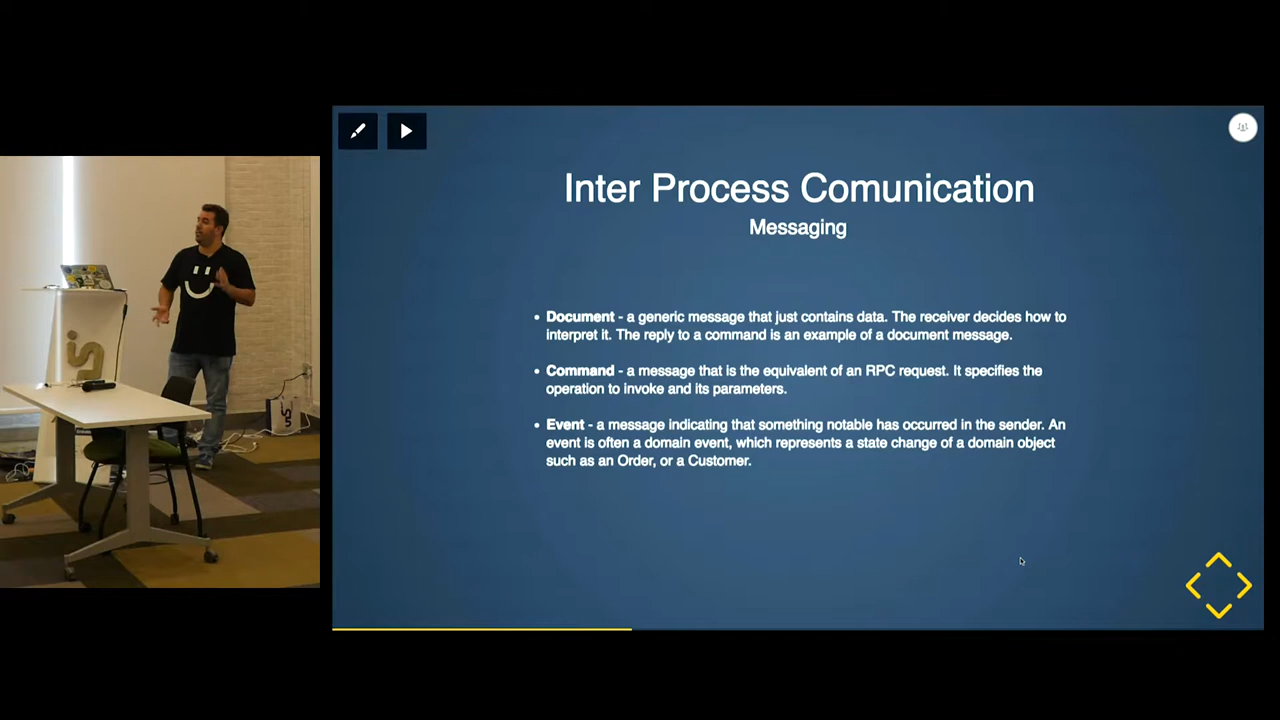 Inter Process Comunication
Messaging
• Document - a generic message that just contains data. The receiver decides how to
interpret it. The reply to a command is an example of a document message.
• Command - a message that is the equivalent of an RPC request. It specifies the
operation to invoke and its parameters.
• Event - a message indicating that something notable has occurred in the sender. An
event is often a domain event, which represents a state change of a domain object
such as an Order, or a Customer.